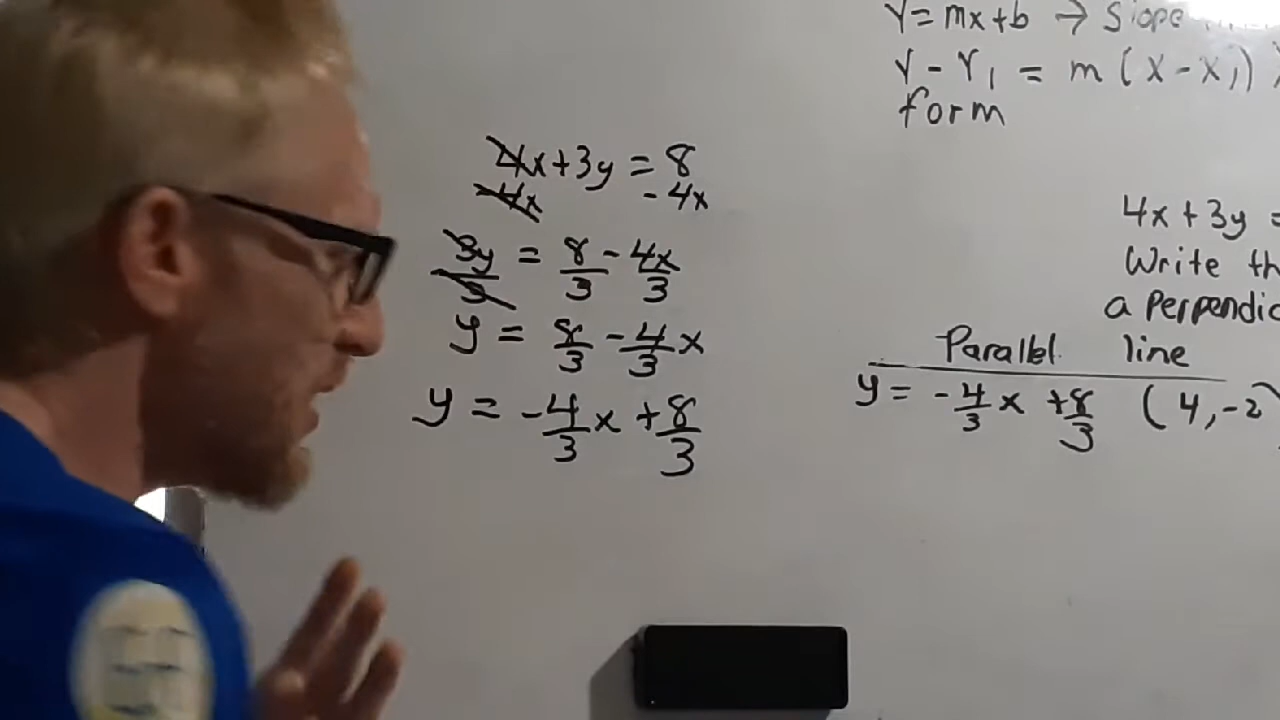 4x+3y = 8
-4x -4x
3y/3 = 8/3 - 4x/3
y = 8/3 - 4/3 x
y = -4/3 x + 8/3
Y = mx+b → Slope
Y - Y₁ = m (X - X₁)
form
4x + 3y =
Write
a Perpendic
Parallel line
y = -4/3 x + 8/3 (4, -2)